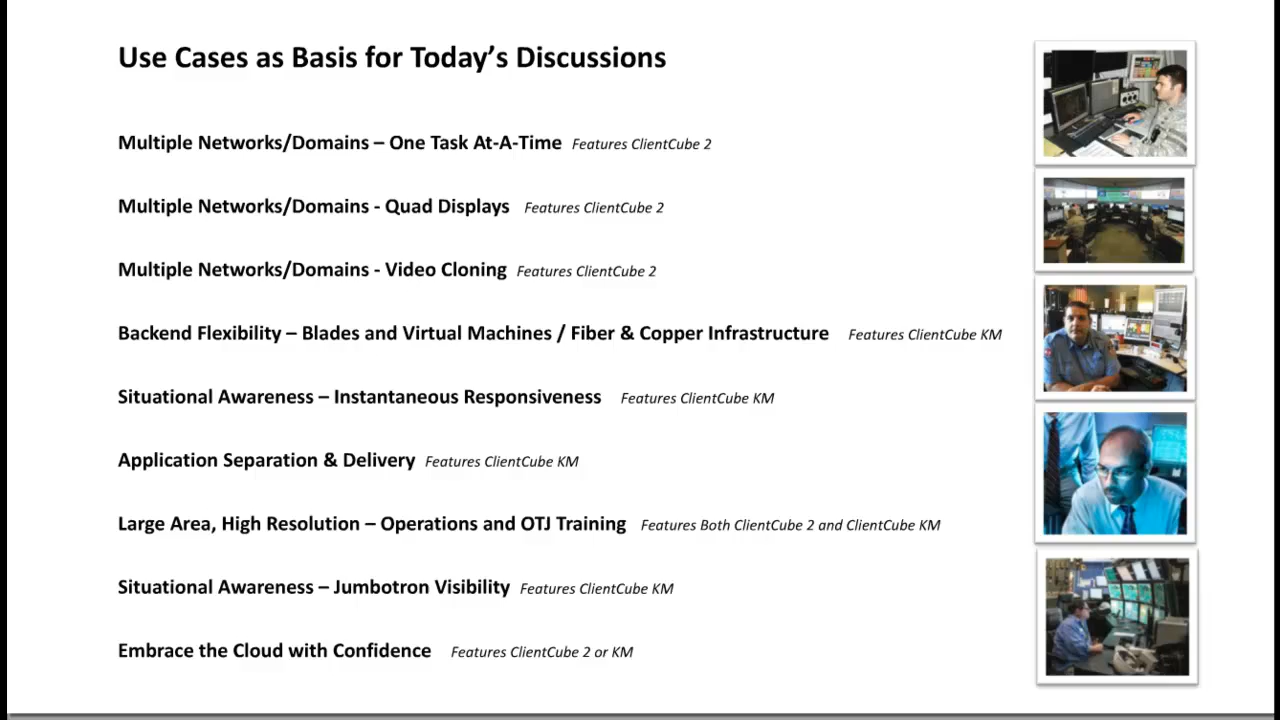 Use Cases as Basis for Today’s Discussions
Multiple Networks/Domains – One Task At-A-Time Features ClientCube 2
Multiple Networks/Domains - Quad Displays Features ClientCube 2
Multiple Networks/Domains - Video Cloning Features ClientCube 2
Backend Flexibility – Blades and Virtual Machines / Fiber & Copper Infrastructure Features ClientCube KM
Situational Awareness – Instantaneous Responsiveness Features ClientCube KM
Application Separation & Delivery Features ClientCube KM
Large Area, High Resolution – Operations and OTJ Training Features Both ClientCube 2 and ClientCube KM
Situational Awareness – Jumbotron Visibility Features ClientCube KM
Embrace the Cloud with Confidence Features ClientCube 2 or KM